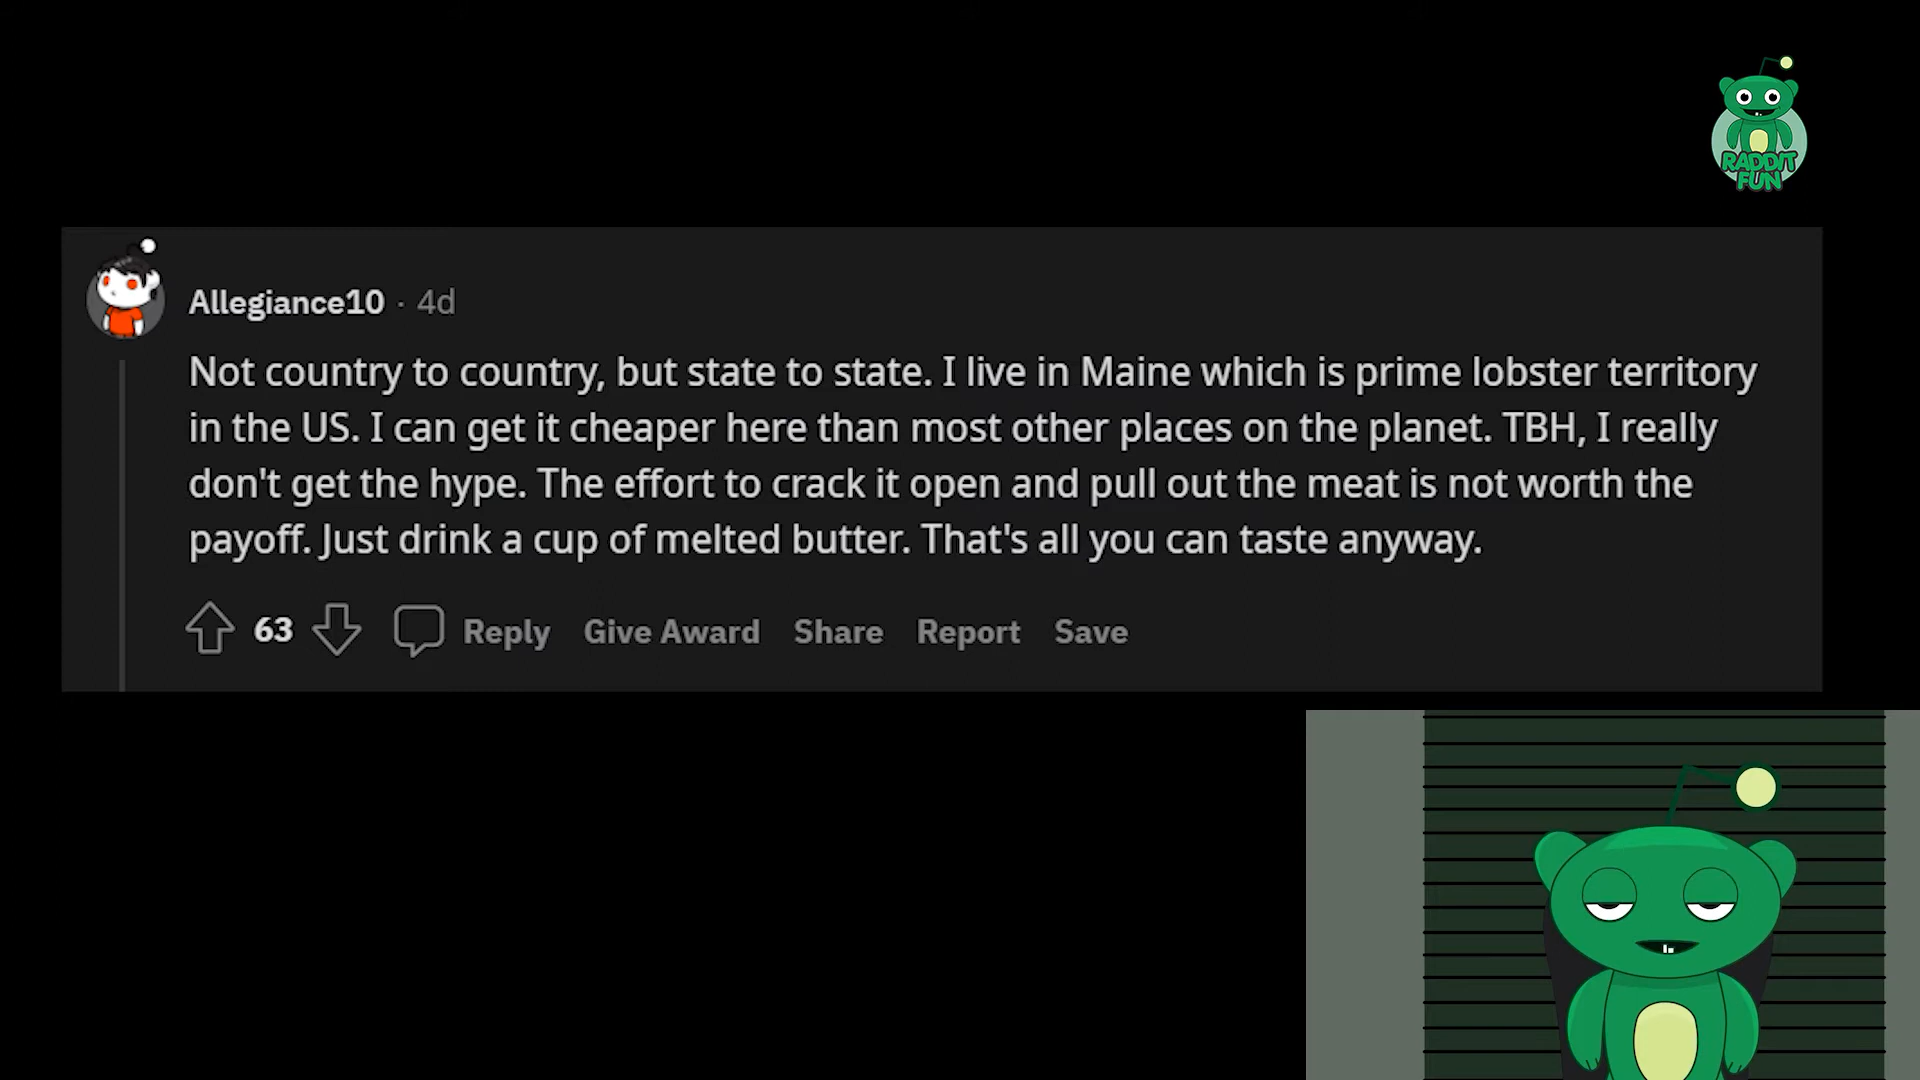 RADDIT
FUN
Allegiance10 · 4d
Not country to country, but state to state. I live in Maine which is prime lobster territory
in the US. I can get it cheaper here than most other places on the planet. TBH, I really
don't get the hype. The effort to crack it open and pull out the meat is not worth the
payoff. Just drink a cup of melted butter. That's all you can taste anyway.
63 Reply Give Award Share Report Save